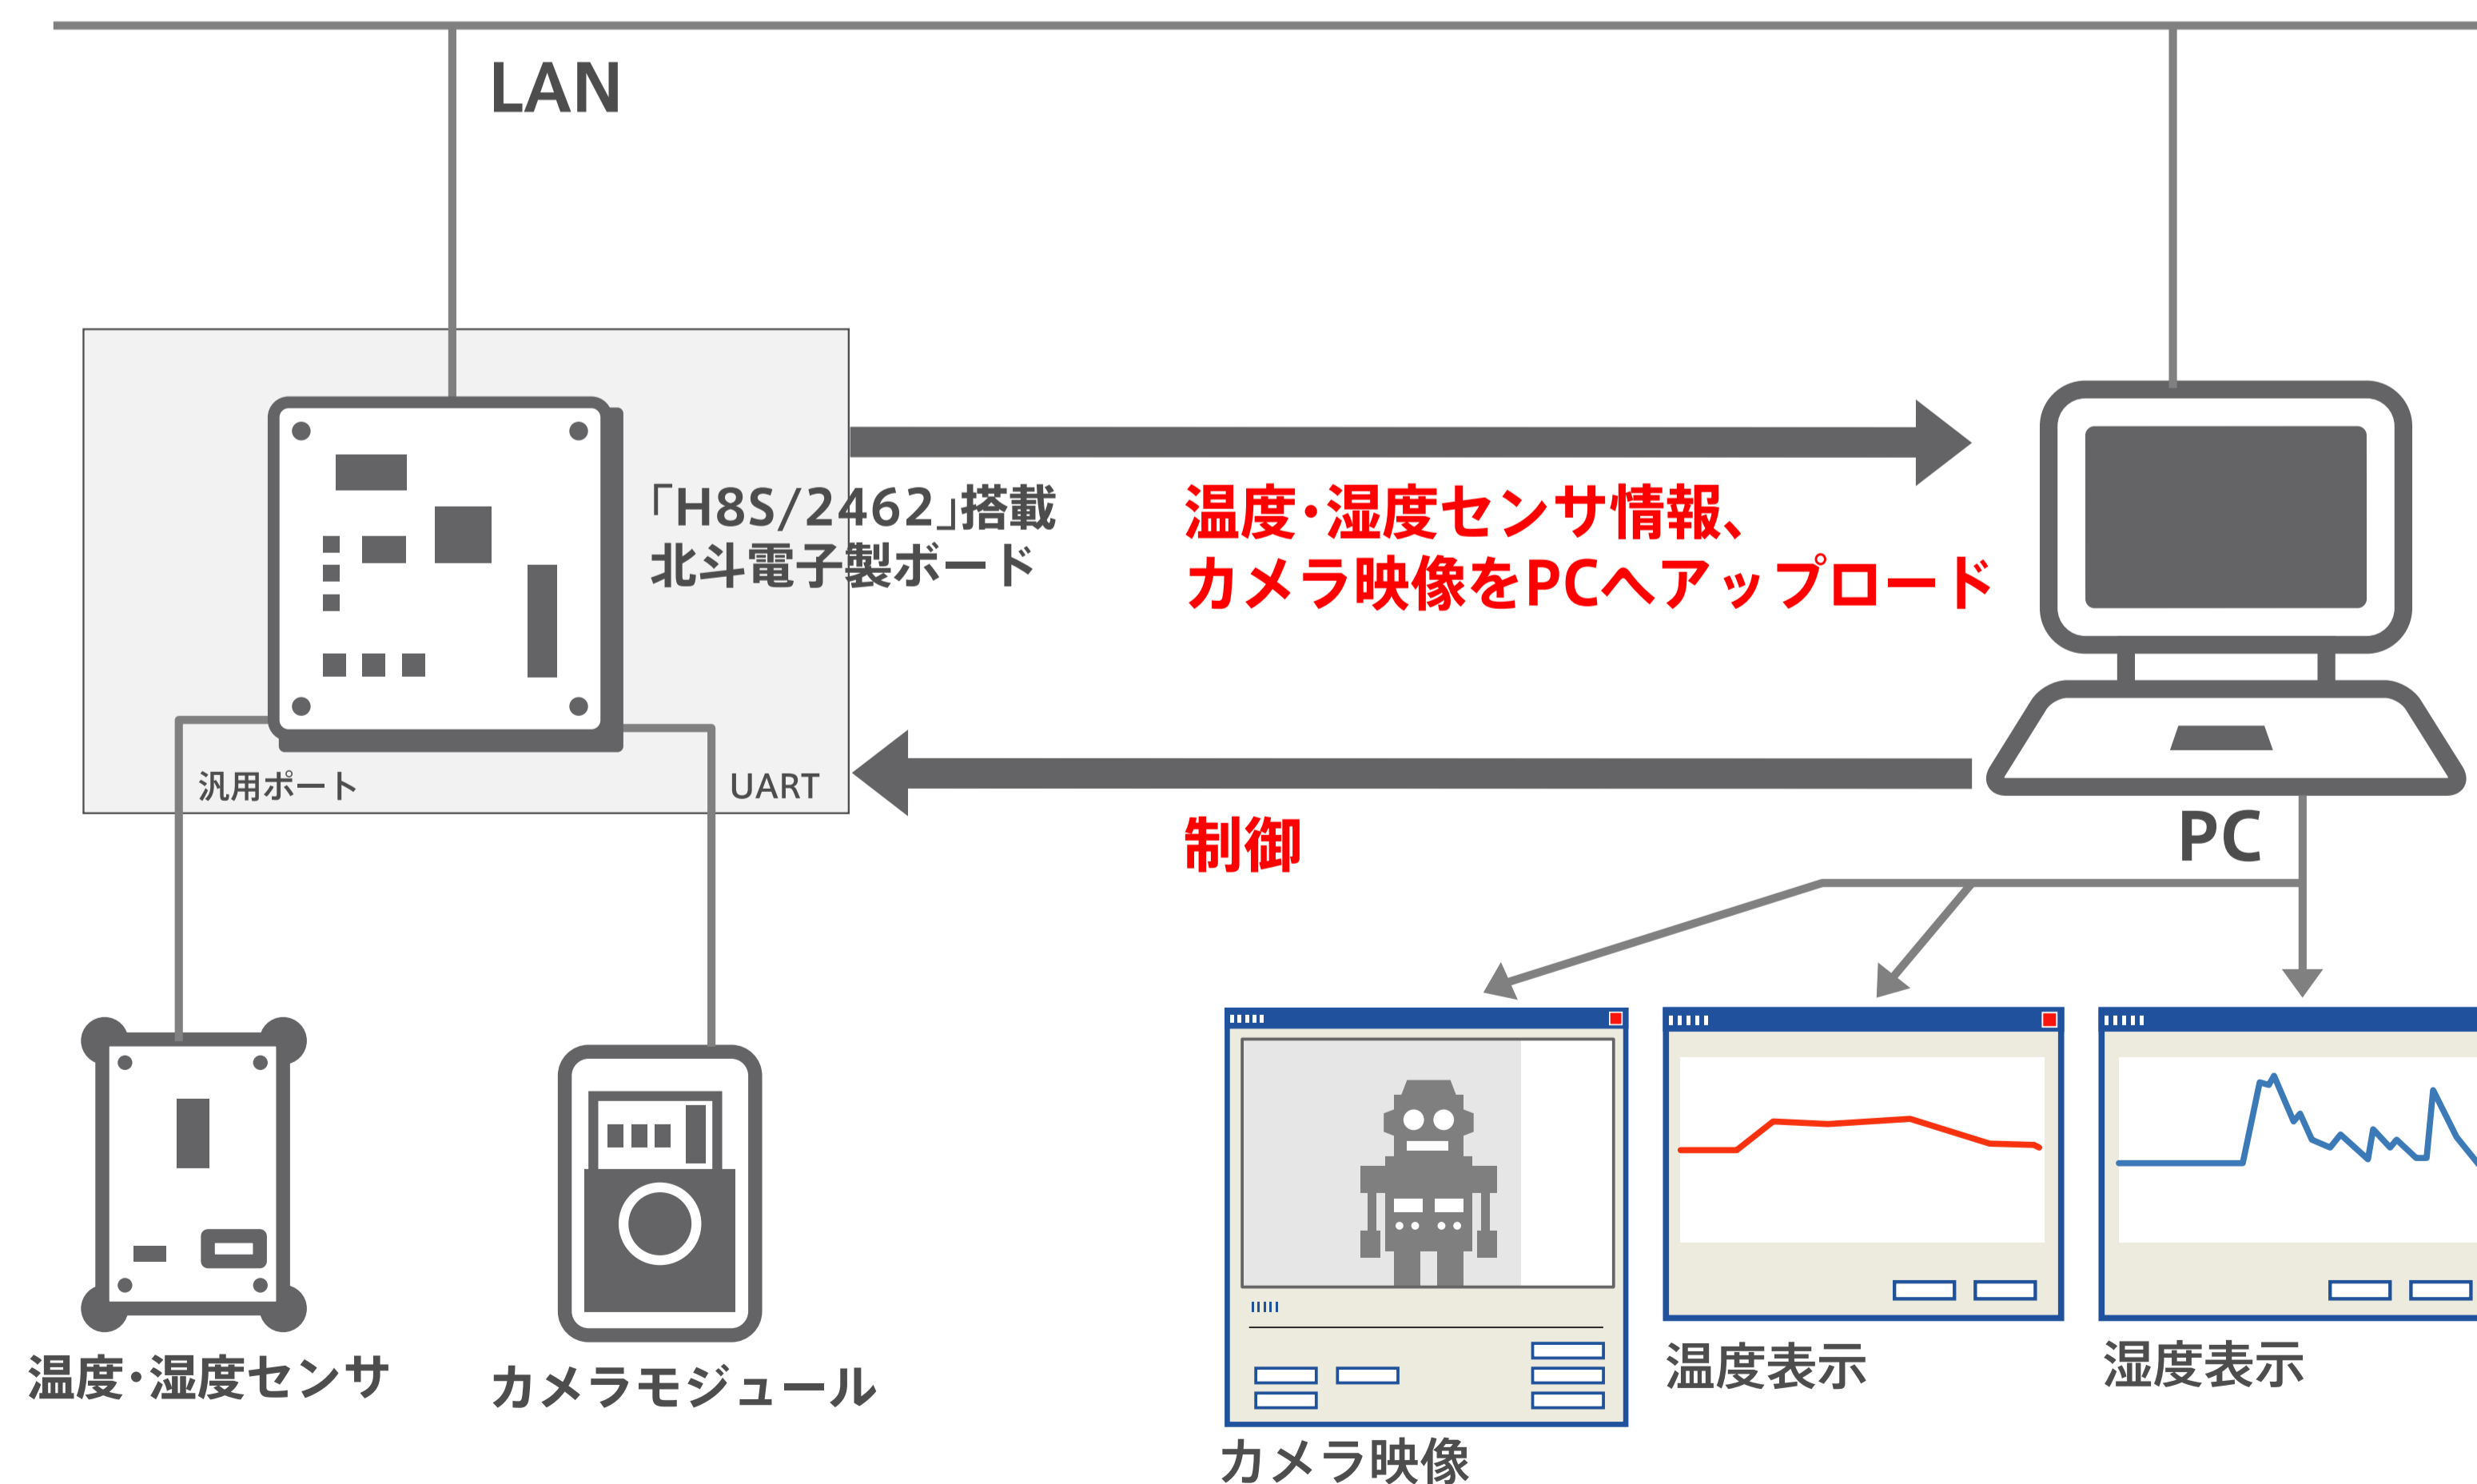 LAN
「H8S/2462」搭載
北斗電子製ボード
温度・湿度センサ情報、
カメラ映像をPCへアップロード
汎用ポート
UART
制御
PC
温度・湿度センサ
カメラモジュール
カメラ映像
温度表示
湿度表示